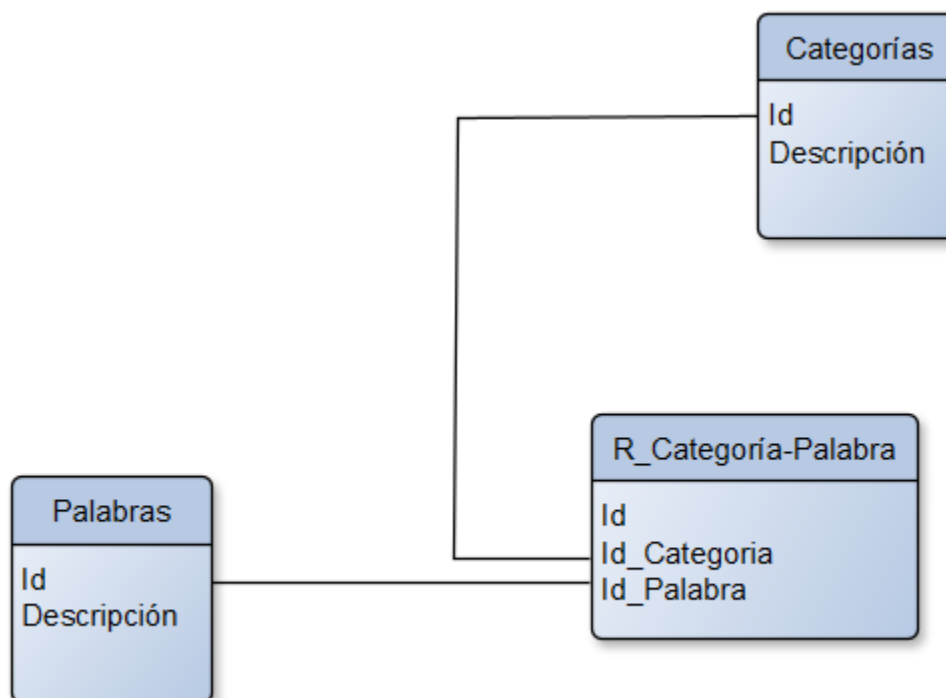 Categorías
Id
Descripción
R_Categoría-Palabra
Id
Id_Categoria
Id_Palabra
Palabras
Id
Descripción